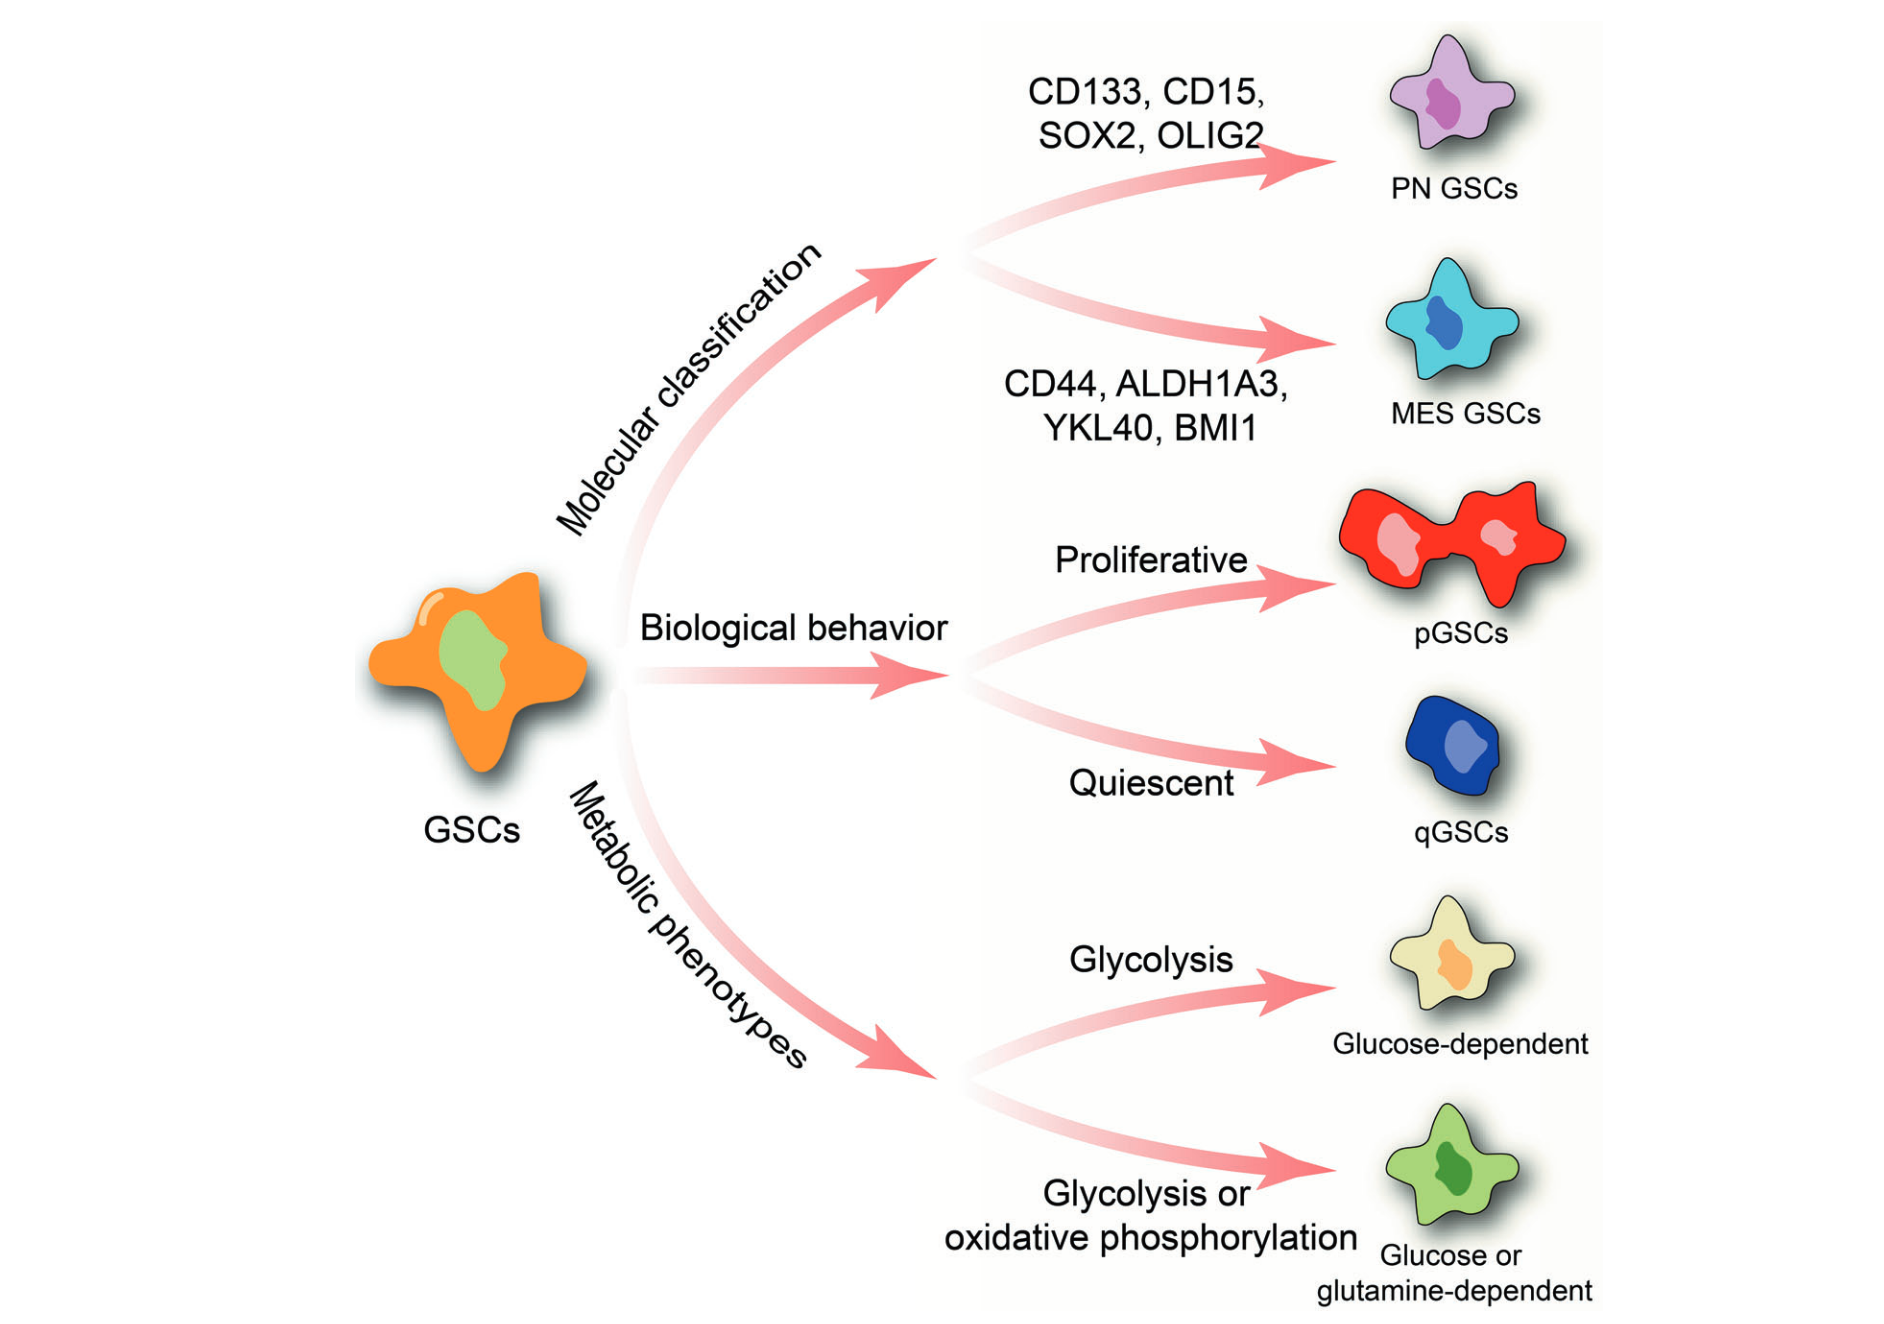 CD133, CD15,
SOX2, OLIG2
PN GSCs
Molecular classification
CD44, ALDH1A3,
YKL40, BMI1
MES GSCs
Proliferative
pGSCs
Biological behavior
GSCs
Quiescent
qGSCs
Metabolic phenotypes
Glycolysis
Glucose-dependent
Glycolysis or
oxidative phosphorylation
Glucose or
glutamine-dependent